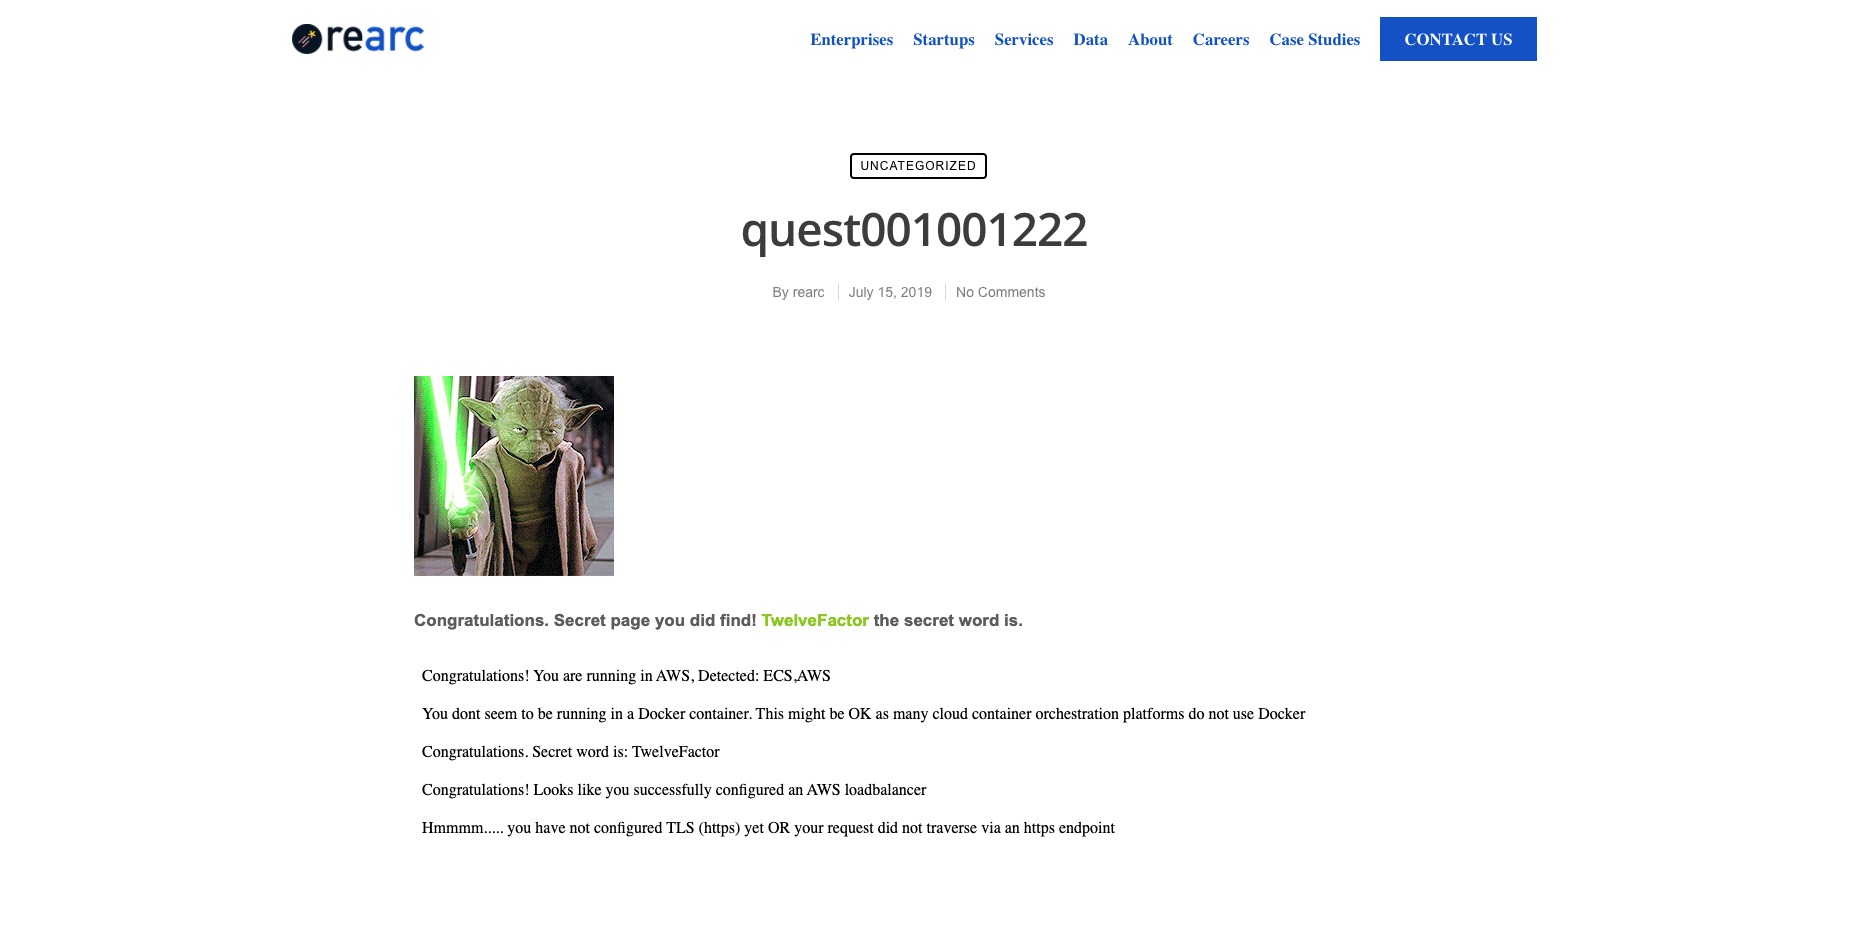 rearc
Enterprises Startups Services Data About Careers Case Studies CONTACT US
UNCATEGORIZED
quest001001222
By rearc July 15, 2019 No Comments
Congratulations. Secret page you did find! TwelveFactor the secret word is.
Congratulations! You are running in AWS, Detected: ECS,AWS
You dont seem to be running in a Docker container. This might be OK as many cloud container orchestration platforms do not use Docker
Congratulations. Secret word is: TwelveFactor
Congratulations! Looks like you successfully configured an AWS loadbalancer
Hmmmm..... you have not configured TLS (https) yet OR your request did not traverse via an https endpoint